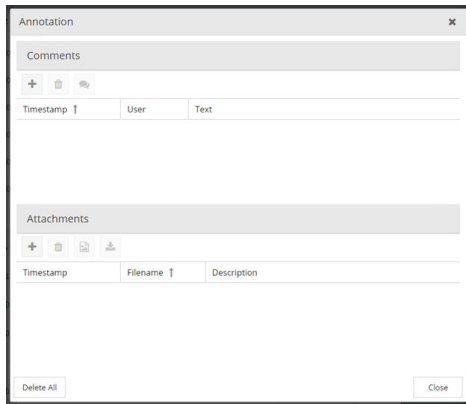 Annotation
Comments
Timestamp User Text
Attachments
Timestamp Filename Description
Delete All Close